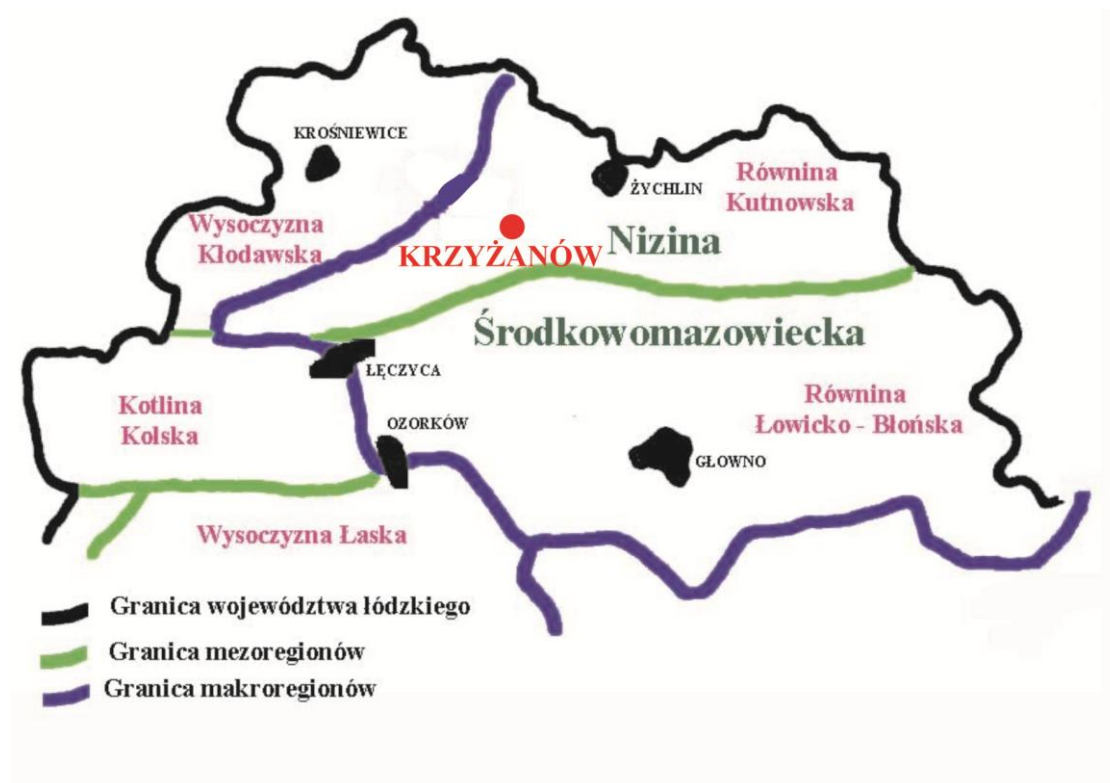 KROŚNIEWICE
ŻYCHLIN
Równina
Kutnowska
Wysoczyzna
Kłodawska
KRZYŻANÓW
Nizina
Środkowomazowiecka
ŁĘCZYCA
Kotlina
Kolska
OZORKÓW
Równina
Łowicko - Błońska
GŁOWNO
Wysoczyzna Łaska
Granica województwa łódzkiego
Granica mezoregionów
Granica makroregionów